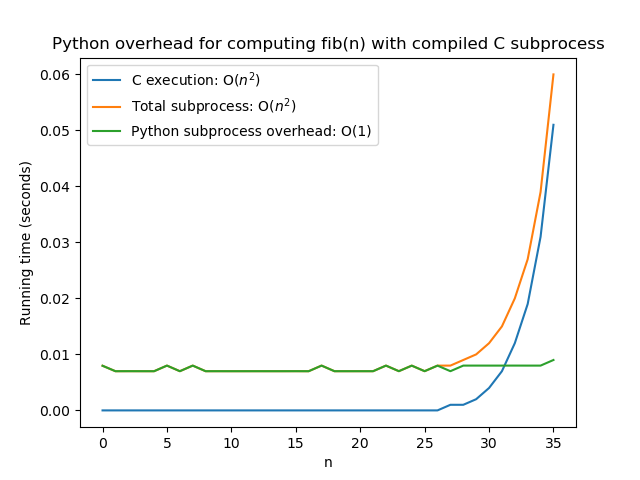 Python overhead for computing fib(n) with compiled C subprocess
C execution: O(n²)
Total subprocess: O(n²)
Python subprocess overhead: O(1)
Running time (seconds)
0.06
0.05
0.04
0.03
0.02
0.01
0.00
0 5 10 15 20 25 30 35
n